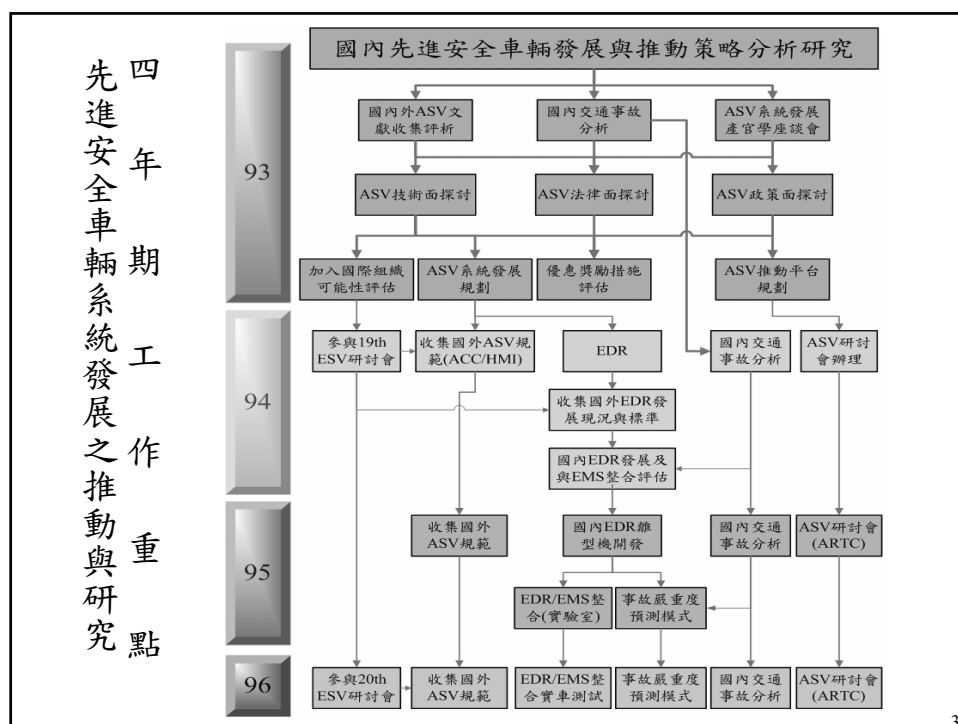 先進安全車輛系統發展之推動與研究
四年期工作重點
國內先進安全車輛發展與推動策略分析研究
93
國內外ASV文
獻收集評析
國內交通事故
分析
ASV系統發展
產官學座談會
ASV技術面探討
ASV法律面探討
ASV政策面探討
加入國際組織
可能性評估
ASV系統發展
規劃
優惠獎勵措施
評估
ASV推動平台
規劃
94
參與19th
ESV研討會
收集國外ASV規
範(ACC/HMI)
EDR
國內交通
事故分析
ASV研討
會辦理
收集國外EDR發
展現況與標準
國內EDR發展及
與EMS整合評估
95
收集國外
ASV規範
國內EDR雛
型機開發
國內交通
事故分析
ASV研討會
(ARTC)
EDR/EMS整
合(實驗室)
事故嚴重度
預測模式
96
參與20th
ESV研討會
收集國外
ASV規範
EDR/EMS整
合實車測試
事故嚴重度
預測模式
國內交通
事故分析
ASV研討會
(ARTC)
3